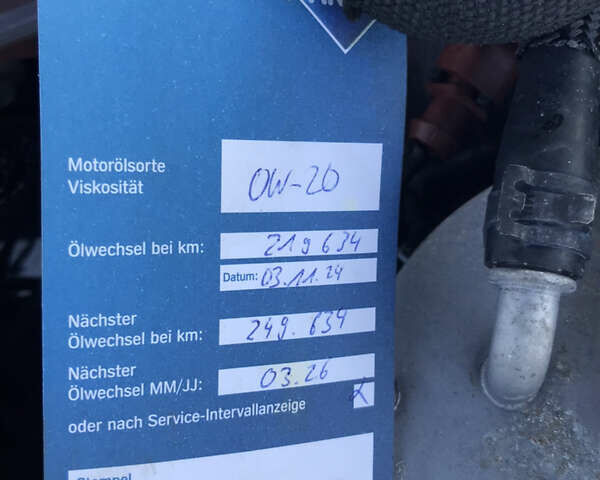 Motorölsorte
Viskosität
0W-20
Ölwechsel bei km: 219 634
Datum: 03.11.24
Nächster
Ölwechsel bei km: 249.634
Nächster
Ölwechsel MM/JJ: 03.26
oder nach Service-Intervallanzeige X
Stempel